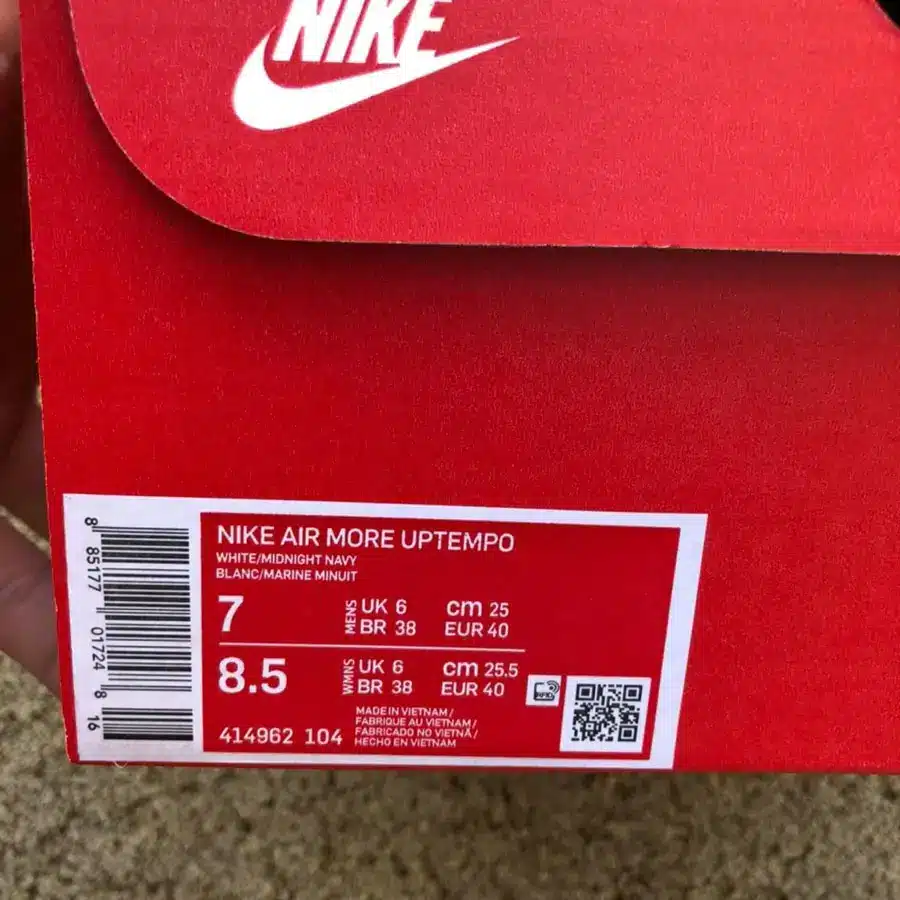 NIKE
NIKE AIR MORE UPTEMPO
WHITE/MIDNIGHT NAVY
BLANC/MARINE MINUIT
7 MENS UK 6 cm 25
BR 38 EUR 40
8.5 WMNS UK 6 cm 25.5
BR 38 EUR 40
414962 104
MADE IN VIETNAM /
FABRIQUE AU VIETNAM /
FABRICADO NO VIETNÃ /
HECHO EN VIETNAM
8 85177 01724 8 16